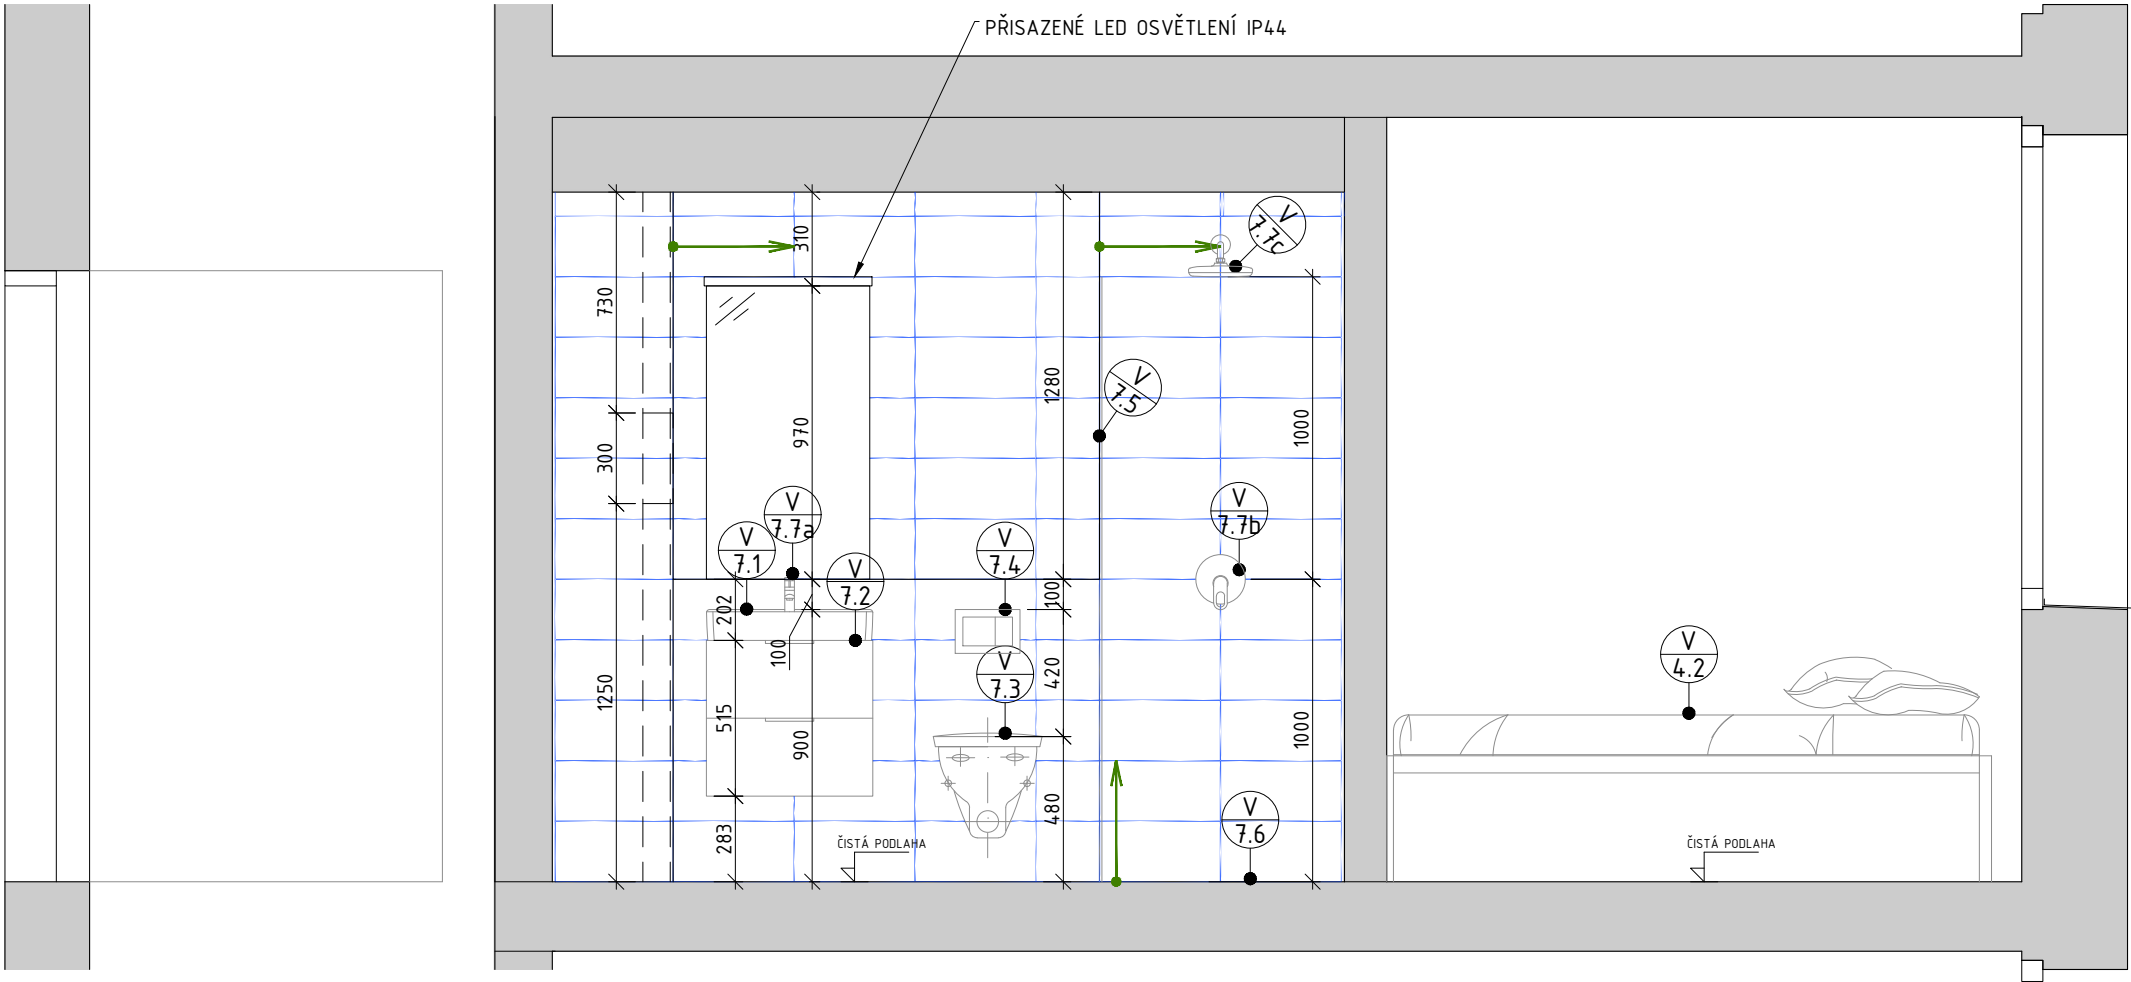 PŘISAZENÉ LED OSVĚTLENÍ IP44
V
7.7c
310
730
1280
V
7.5
1000
970
300
V
7.7a
V
7.7b
V
7.1
V
7.4
V
7.2
100
202
100
V
7.3
420
V
4.2
1250
515
900
1000
480
V
7.6
283
ČISTÁ PODLAHA
ČISTÁ PODLAHA